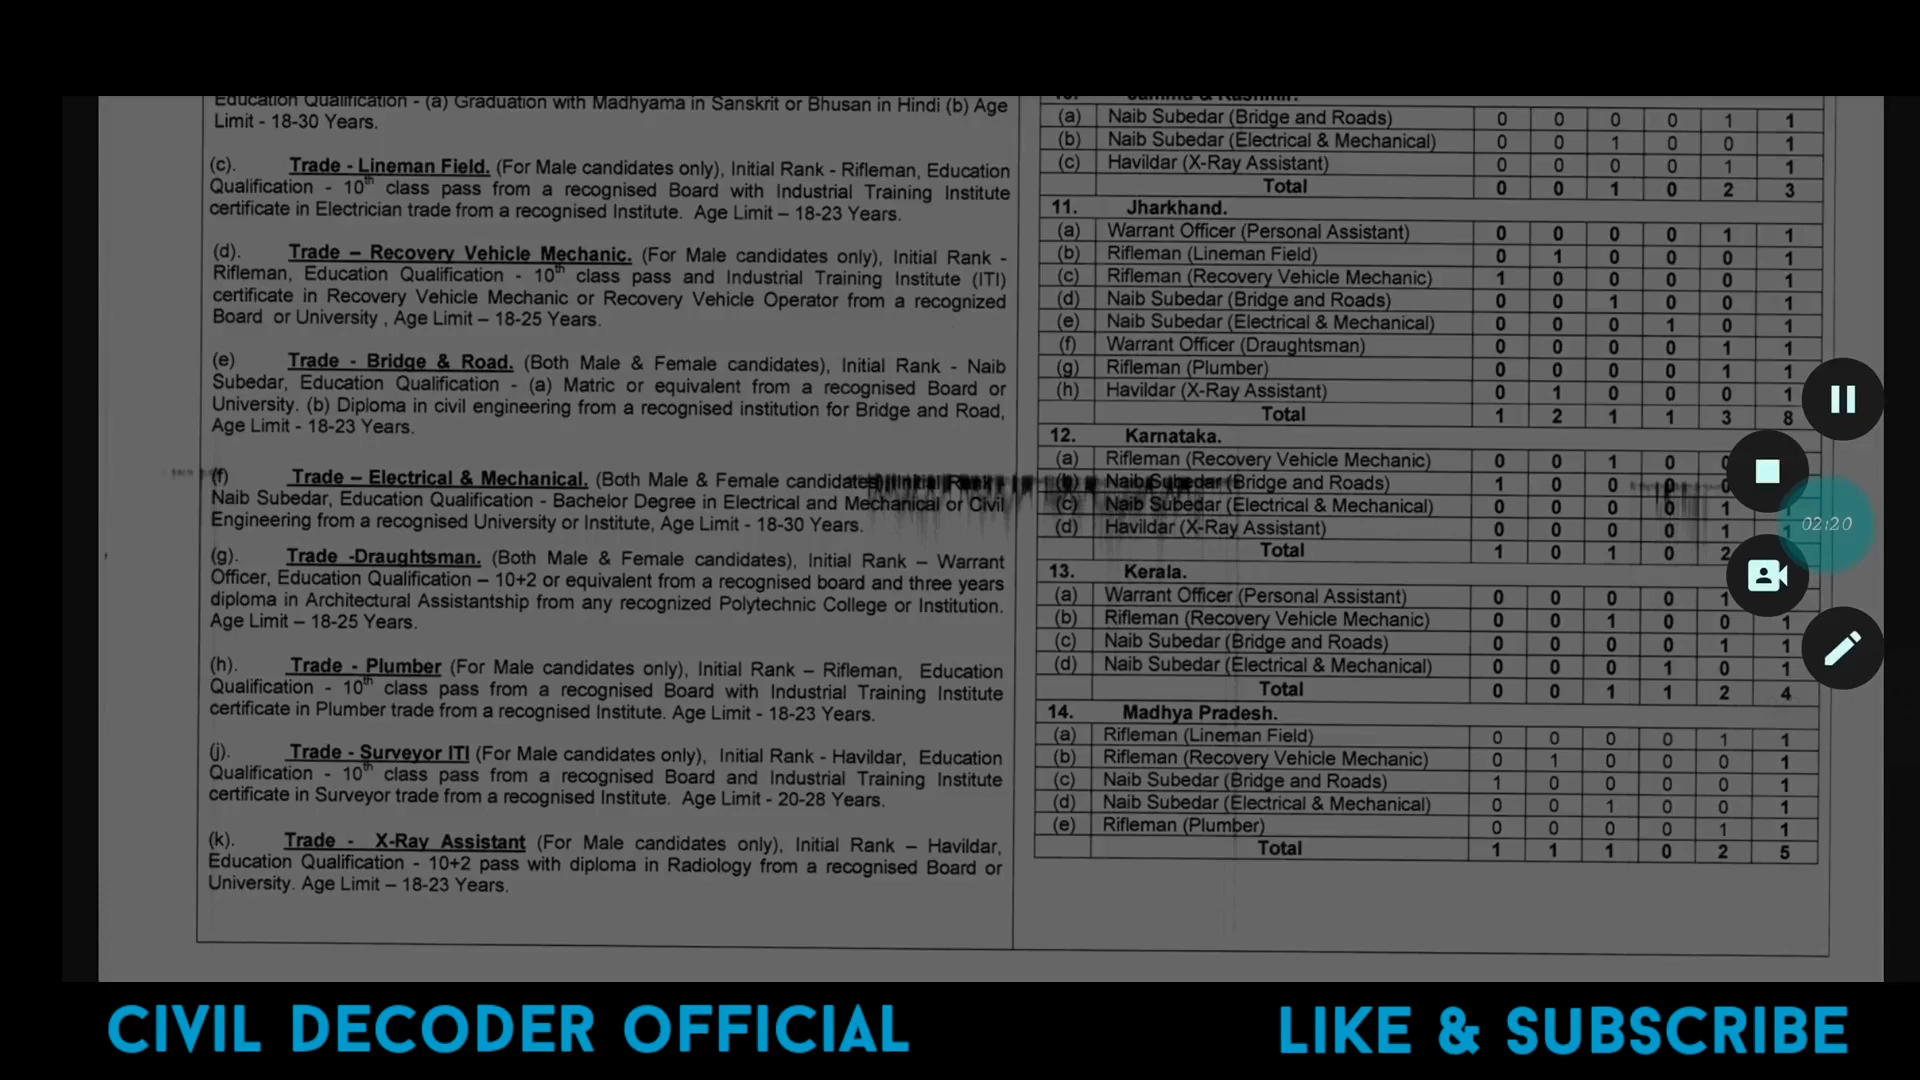 Education Qualification - (a) Graduation with Madhyama in Sanskrit or Bhusan in Hindi (b) Age
Limit - 18-30 Years.
(c). Trade - Lineman Field. (For Male candidates only), Initial Rank - Rifleman, Education
Qualification - 10th class pass from a recognised Board with Industrial Training Institute
certificate in Electrician trade from a recognised Institute. Age Limit – 18-23 Years.
(d). Trade – Recovery Vehicle Mechanic. (For Male candidates only), Initial Rank -
Rifleman, Education Qualification - 10th class pass and Industrial Training Institute (ITI)
certificate in Recovery Vehicle Mechanic or Recovery Vehicle Operator from a recognized
Board or University , Age Limit – 18-25 Years.
(e) Trade - Bridge & Road. (Both Male & Female candidates), Initial Rank - Naib
Subedar, Education Qualification - (a) Matric or equivalent from a recognised Board or
University. (b) Diploma in civil engineering from a recognised institution for Bridge and Road,
Age Limit - 18-23 Years.
(f) Trade – Electrical & Mechanical. (Both Male & Female candidates), Initial Rank -
Naib Subedar, Education Qualification - Bachelor Degree in Electrical and Mechanical or Civil
Engineering from a recognised University or Institute, Age Limit - 18-30 Years.
(g). Trade -Draughtsman. (Both Male & Female candidates), Initial Rank – Warrant
Officer, Education Qualification – 10+2 or equivalent from a recognised board and three years
diploma in Architectural Assistantship from any recognized Polytechnic College or Institution.
Age Limit – 18-25 Years.
(h). Trade - Plumber (For Male candidates only), Initial Rank – Rifleman, Education
Qualification - 10th class pass from a recognised Board with Industrial Training Institute
certificate in Plumber trade from a recognised Institute. Age Limit - 18-23 Years.
(j). Trade - Surveyor ITI (For Male candidates only), Initial Rank - Havildar, Education
Qualification - 10th class pass from a recognised Board and Industrial Training Institute
certificate in Surveyor trade from a recognised Institute. Age Limit - 20-28 Years.
(k). Trade - X-Ray Assistant (For Male candidates only), Initial Rank – Havildar,
Education Qualification - 10+2 pass with diploma in Radiology from a recognised Board or
University. Age Limit – 18-23 Years.
Jammu & Kashmir.
(a) Naib Subedar (Bridge and Roads) 0 0 0 0 1 1
(b) Naib Subedar (Electrical & Mechanical) 0 0 1 0 0 1
(c) Havildar (X-Ray Assistant) 0 0 0 0 1 1
Total 0 0 1 0 2 3
11. Jharkhand.
(a) Warrant Officer (Personal Assistant) 0 0 0 0 1 1
(b) Rifleman (Lineman Field) 0 1 0 0 0 1
(c) Rifleman (Recovery Vehicle Mechanic) 1 0 0 0 0 1
(d) Naib Subedar (Bridge and Roads) 0 0 1 0 0 1
(e) Naib Subedar (Electrical & Mechanical) 0 0 0 1 0 1
(f) Warrant Officer (Draughtsman) 0 0 0 0 1 1
(g) Rifleman (Plumber) 0 0 0 0 1 1
(h) Havildar (X-Ray Assistant) 0 1 0 0 0 1
Total 1 2 1 1 3 8
12. Karnataka.
(a) Rifleman (Recovery Vehicle Mechanic) 0 0 1 0 0
(b) Naib Subedar (Bridge and Roads) 1 0 0 0 0
(c) Naib Subedar (Electrical & Mechanical) 0 0 0 0 1 1
(d) Havildar (X-Ray Assistant) 0 0 0 0 1 1
Total 1 0 1 0 2
13. Kerala.
(a) Warrant Officer (Personal Assistant) 0 0 0 0 1
(b) Rifleman (Recovery Vehicle Mechanic) 0 0 1 0 0 1
(c) Naib Subedar (Bridge and Roads) 0 0 0 0 1 1
(d) Naib Subedar (Electrical & Mechanical) 0 0 0 1 0 1
Total 0 0 1 1 2 4
14. Madhya Pradesh.
(a) Rifleman (Lineman Field) 0 0 0 0 1 1
(b) Rifleman (Recovery Vehicle Mechanic) 0 1 0 0 0 1
(c) Naib Subedar (Bridge and Roads) 1 0 0 0 0 1
(d) Naib Subedar (Electrical & Mechanical) 0 0 1 0 0 1
(e) Rifleman (Plumber) 0 0 0 0 1 1
Total 1 1 1 0 2 5
02:20
CIVIL DECODER OFFICIAL
LIKE & SUBSCRIBE